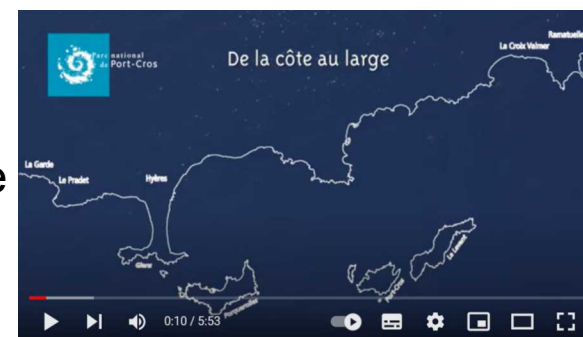 Parc national
de Port-Cros
De la côte au large
Ramatuelle
La Croix Valmer
La Garde
Le Pradet
Hyères
Giens
Le Levant
Port-Cros
Porquerolles
0:10 / 5:53
e